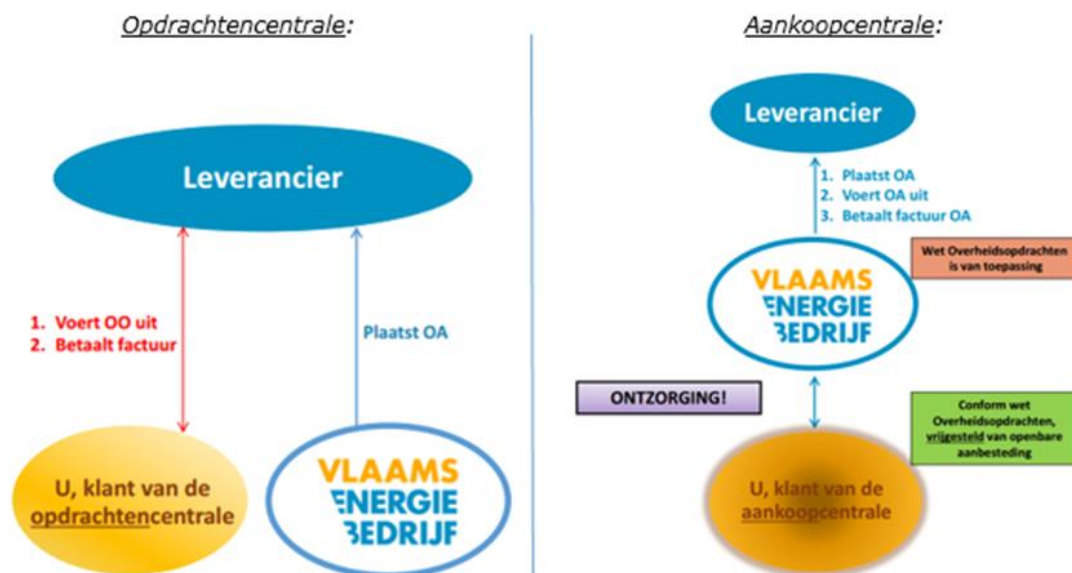 Opdrachtencentrale:
Leverancier
1. Voert OO uit
2. Betaalt factuur
Plaatst OA
U, klant van de
opdrachtencentrale
VLAAMS
ENERGIE
BEDRIJF
Aankoopcentrale:
Leverancier
1. Plaatst OA
2. Voert OA uit
3. Betaalt factuur OA
Wet Overheidsopdrachten
is van toepassing
VLAAMS
ENERGIE
BEDRIJF
ONTZORGING!
Conform wet
Overheidsopdrachten,
vrijgesteld van openbare
aanbesteding
U, klant van de
aankoopcentrale